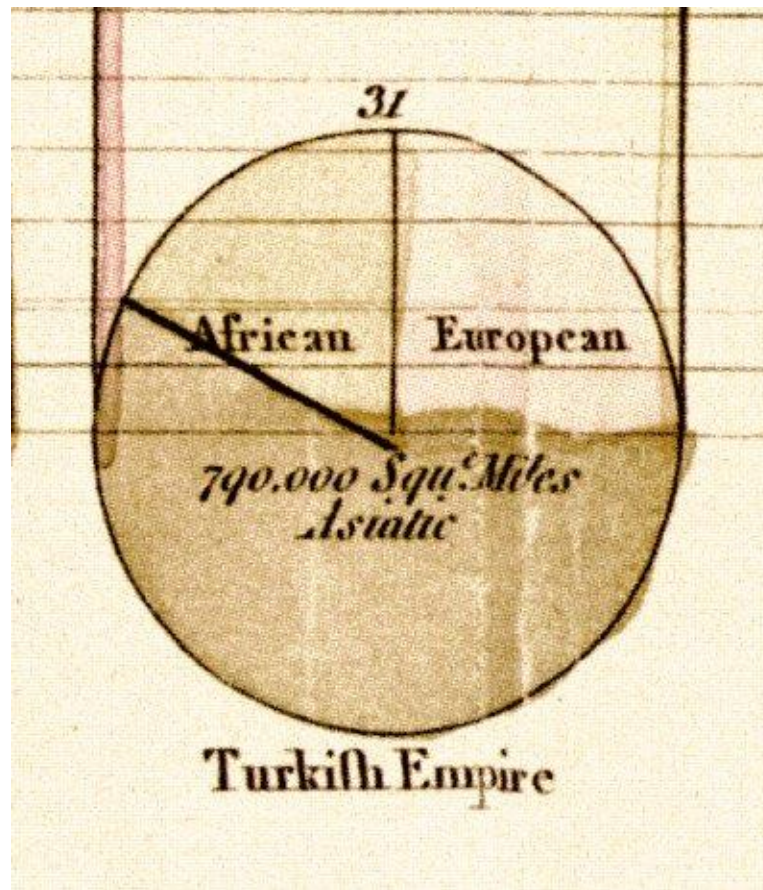 31
African European
790.000 Squ.ᵉ Miles
Asiatic
Turkiſh Empire